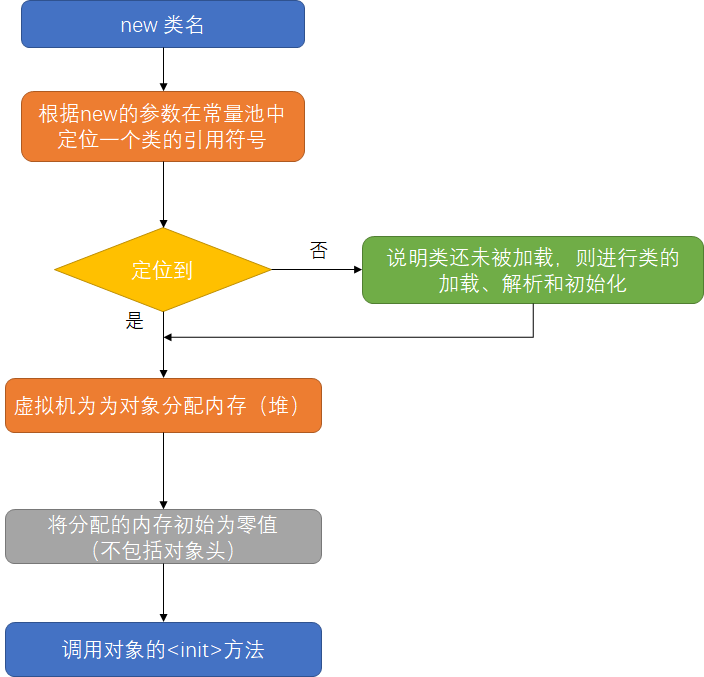 new 类名
根据new的参数在常量池中
定位一个类的引用符号
定位到
否
说明类还未被加载，则进行类的
加载、解析和初始化
是
虚拟机为为对象分配内存（堆）
将分配的内存初始为零值
（不包括对象头）
调用对象的<init>方法